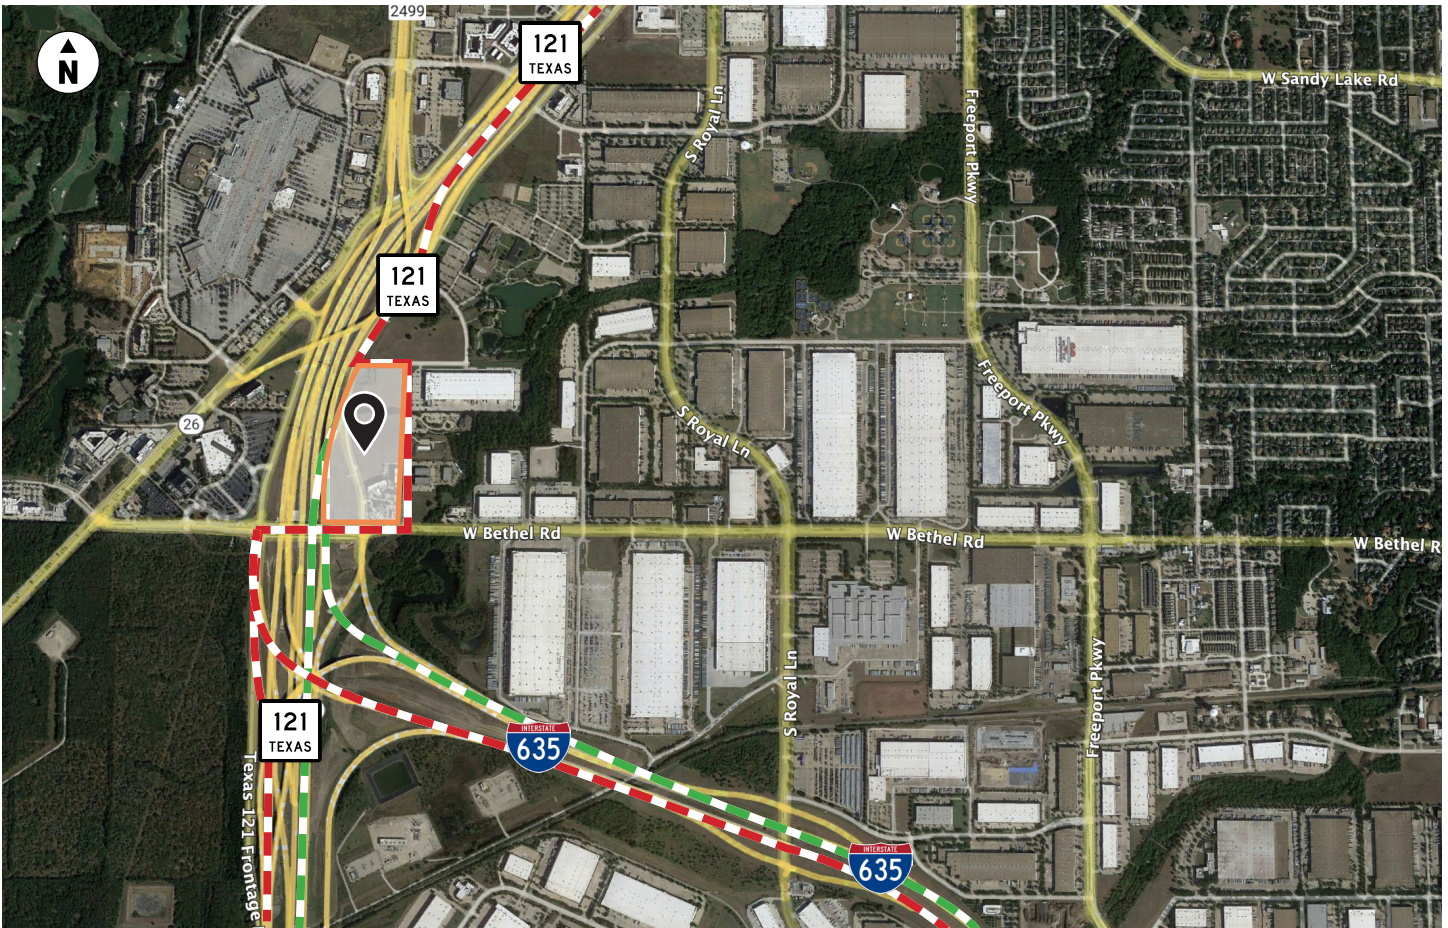 2499
121
TEXAS
N
W Sandy Lake Rd
S Royal Ln
Freeport Pkwy
121
TEXAS
26
Freeport Pkwy
S Royal Ln
W Bethel Rd
W Bethel Rd
W Bethel R
S Royal Ln
Freeport Pkwy
121
TEXAS
INTERSTATE
635
Texas 121 Frontage
INTERSTATE
635